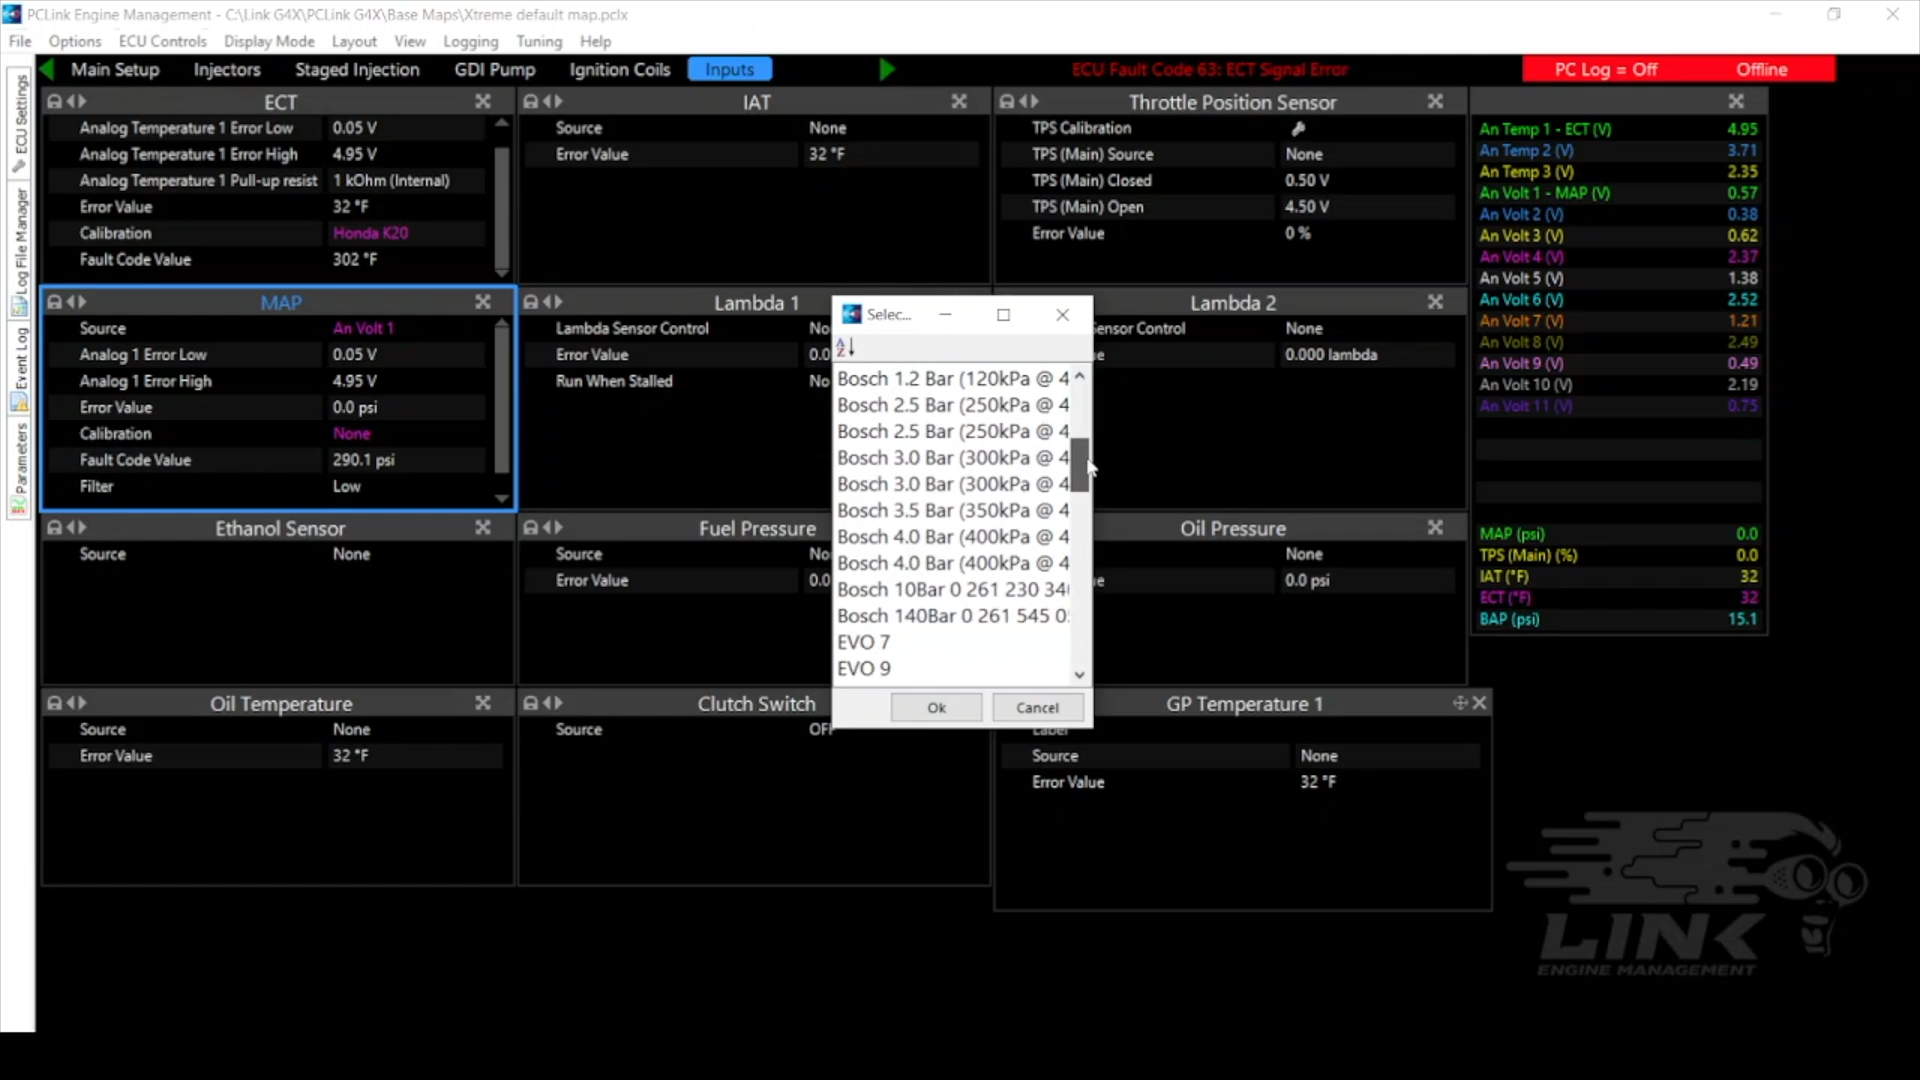 PCLink Engine Management - C:\Link G4X\PCLink G4X\Base Maps\Xtreme default map.pclx
File Options ECU Controls Display Mode Layout View Logging Tuning Help
Main Setup Injectors Staged Injection GDI Pump Ignition Coils Inputs
ECU Fault Code 63: ECT Signal Error
PC Log = Off Offline
ECU Settings
Log File Manager
Event Log
Parameters
ECT
Analog Temperature 1 Error Low 0.05 V
Analog Temperature 1 Error High 4.95 V
Analog Temperature 1 Pull-up resist 1 kOhm (Internal)
Error Value 32 °F
Calibration Honda K20
Fault Code Value 302 °F
IAT
Source None
Error Value 32 °F
Throttle Position Sensor
TPS Calibration
TPS (Main) Source None
TPS (Main) Closed 0.50 V
TPS (Main) Open 4.50 V
Error Value 0 %
An Temp 1 - ECT (V) 4.95
An Temp 2 (V) 3.71
An Temp 3 (V) 2.35
An Volt 1 - MAP (V) 0.57
An Volt 2 (V) 0.38
An Volt 3 (V) 0.62
An Volt 4 (V) 2.37
An Volt 5 (V) 1.38
An Volt 6 (V) 2.52
An Volt 7 (V) 1.21
An Volt 8 (V) 2.49
An Volt 9 (V) 0.49
An Volt 10 (V) 2.19
An Volt 11 (V) 0.75
MAP (psi) 0.0
TPS (Main) (%) 0.0
IAT (°F) 32
ECT (°F) 32
BAP (psi) 15.1
MAP
Source An Volt 1
Analog 1 Error Low 0.05 V
Analog 1 Error High 4.95 V
Error Value 0.0 psi
Calibration None
Fault Code Value 290.1 psi
Filter Low
Lambda 1
Lambda Sensor Control No
Error Value 0.0
Run When Stalled No
Selec...
Bosch 1.2 Bar (120kPa @ 4
Bosch 2.5 Bar (250kPa @ 4
Bosch 2.5 Bar (250kPa @ 4
Bosch 3.0 Bar (300kPa @ 4
Bosch 3.0 Bar (300kPa @ 4
Bosch 3.5 Bar (350kPa @ 4
Bosch 4.0 Bar (400kPa @ 4
Bosch 4.0 Bar (400kPa @ 4
Bosch 10Bar 0 261 230 34
Bosch 140Bar 0 261 545 0
EVO 7
EVO 9
Ok Cancel
Lambda 2
Sensor Control None
0.000 lambda
Ethanol Sensor
Source None
Fuel Pressure
Source No
Error Value 0.0
Oil Pressure
None
0.0 psi
Oil Temperature
Source None
Error Value 32 °F
Clutch Switch
Source OFF
GP Temperature 1
Label
Source None
Error Value 32 °F
LINK
ENGINE MANAGEMENT